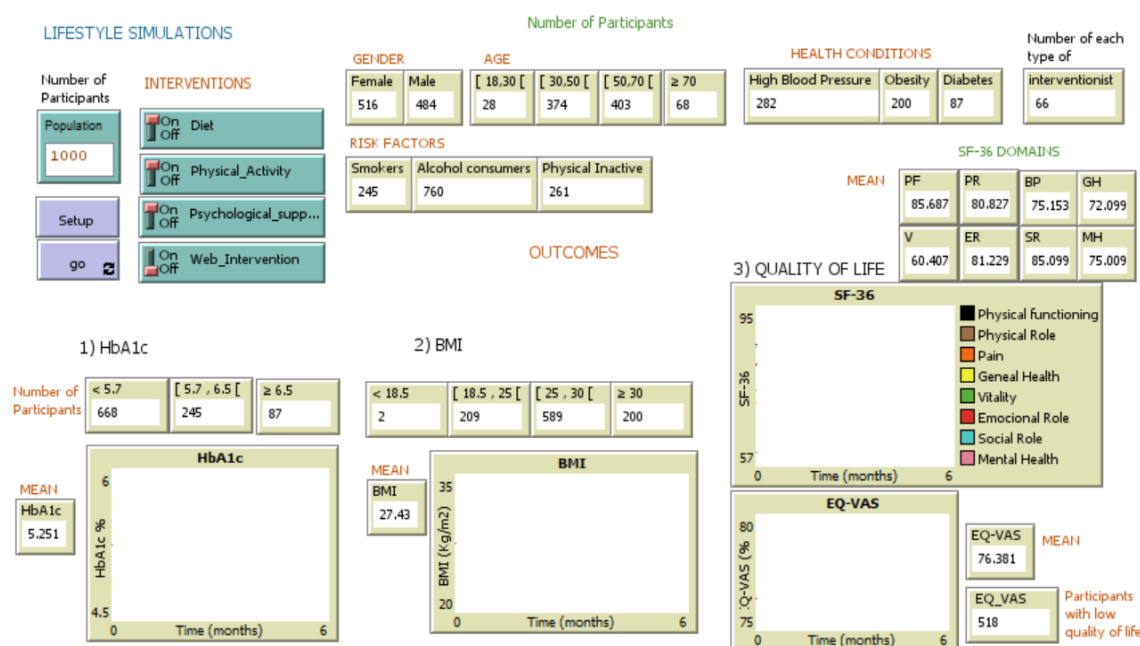 LIFESTYLE SIMULATIONS
Number of
Participants
Population
1000
Setup
go
INTERVENTIONS
On
Off
Diet
On
Off
Physical_Activity
On
Off
Psychological_supp...
On
Off
Web_Intervention
Number of Participants
GENDER
Female
516
Male
484
AGE
[ 18,30 [
28
[ 30,50 [
374
[ 50,70 [
403
≥ 70
68
HEALTH CONDITIONS
High Blood Pressure
282
Obesity
200
Diabetes
87
Number of each
type of
interventionist
66
RISK FACTORS
Smokers
245
Alcohol consumers
760
Physical Inactive
261
SF-36 DOMAINS
MEAN
PF
85.687
PR
80.827
BP
75.153
GH
72.099
V
60.407
ER
81.229
SR
85.099
MH
75.009
OUTCOMES
1) HbA1c
Number of
Participants
< 5.7
668
[ 5.7 , 6.5 [
245
≥ 6.5
87
MEAN
HbA1c
5.251
HbA1c
HbA1c %
6
4.5
0
Time (months)
6
2) BMI
< 18.5
2
[ 18.5 , 25 [
209
[ 25 , 30 [
589
≥ 30
200
MEAN
BMI
27.43
BMI
BMI (Kg/m2)
35
20
0
Time (months)
6
3) QUALITY OF LIFE
SF-36
SF-36
95
57
0
Time (months)
6
Physical functioning
Physical Role
Pain
Geneal Health
Vitality
Emocional Role
Social Role
Mental Health
EQ-VAS
:Q-VAS (%
80
75
0
Time (months)
6
EQ-VAS
76.381
MEAN
EQ_VAS
518
Participants
with low
quality of life